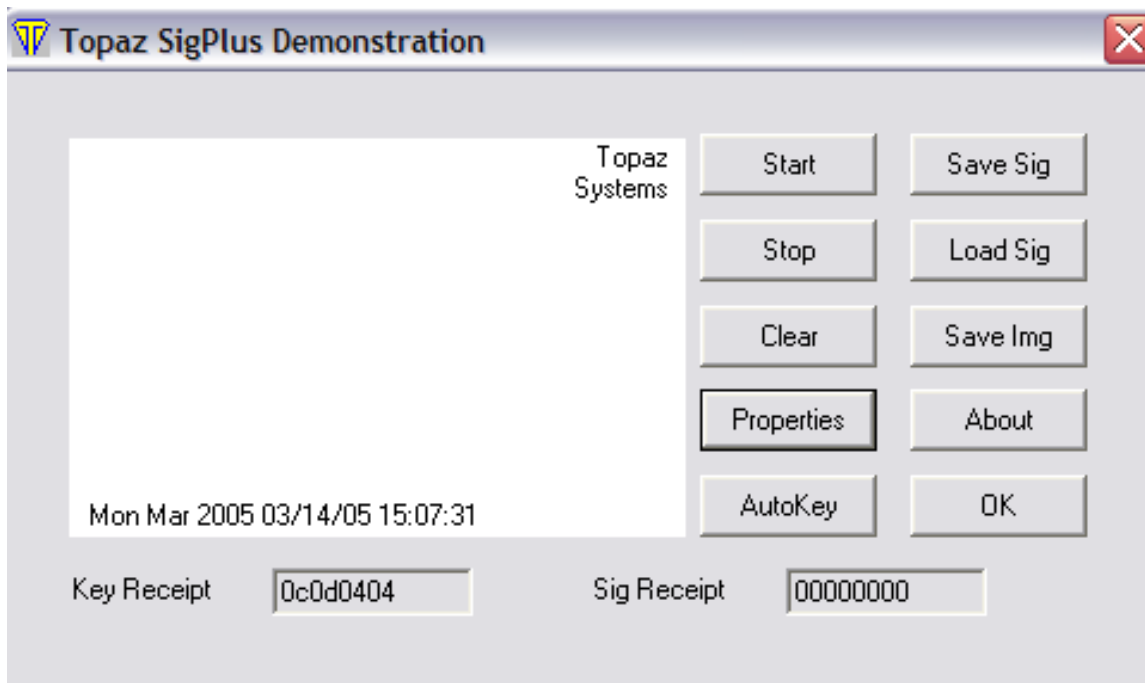 Topaz SigPlus Demonstration
Topaz
Systems
Mon Mar 2005 03/14/05 15:07:31
Start
Save Sig
Stop
Load Sig
Clear
Save Img
Properties
About
AutoKey
OK
Key Receipt 0c0d0404 Sig Receipt 00000000